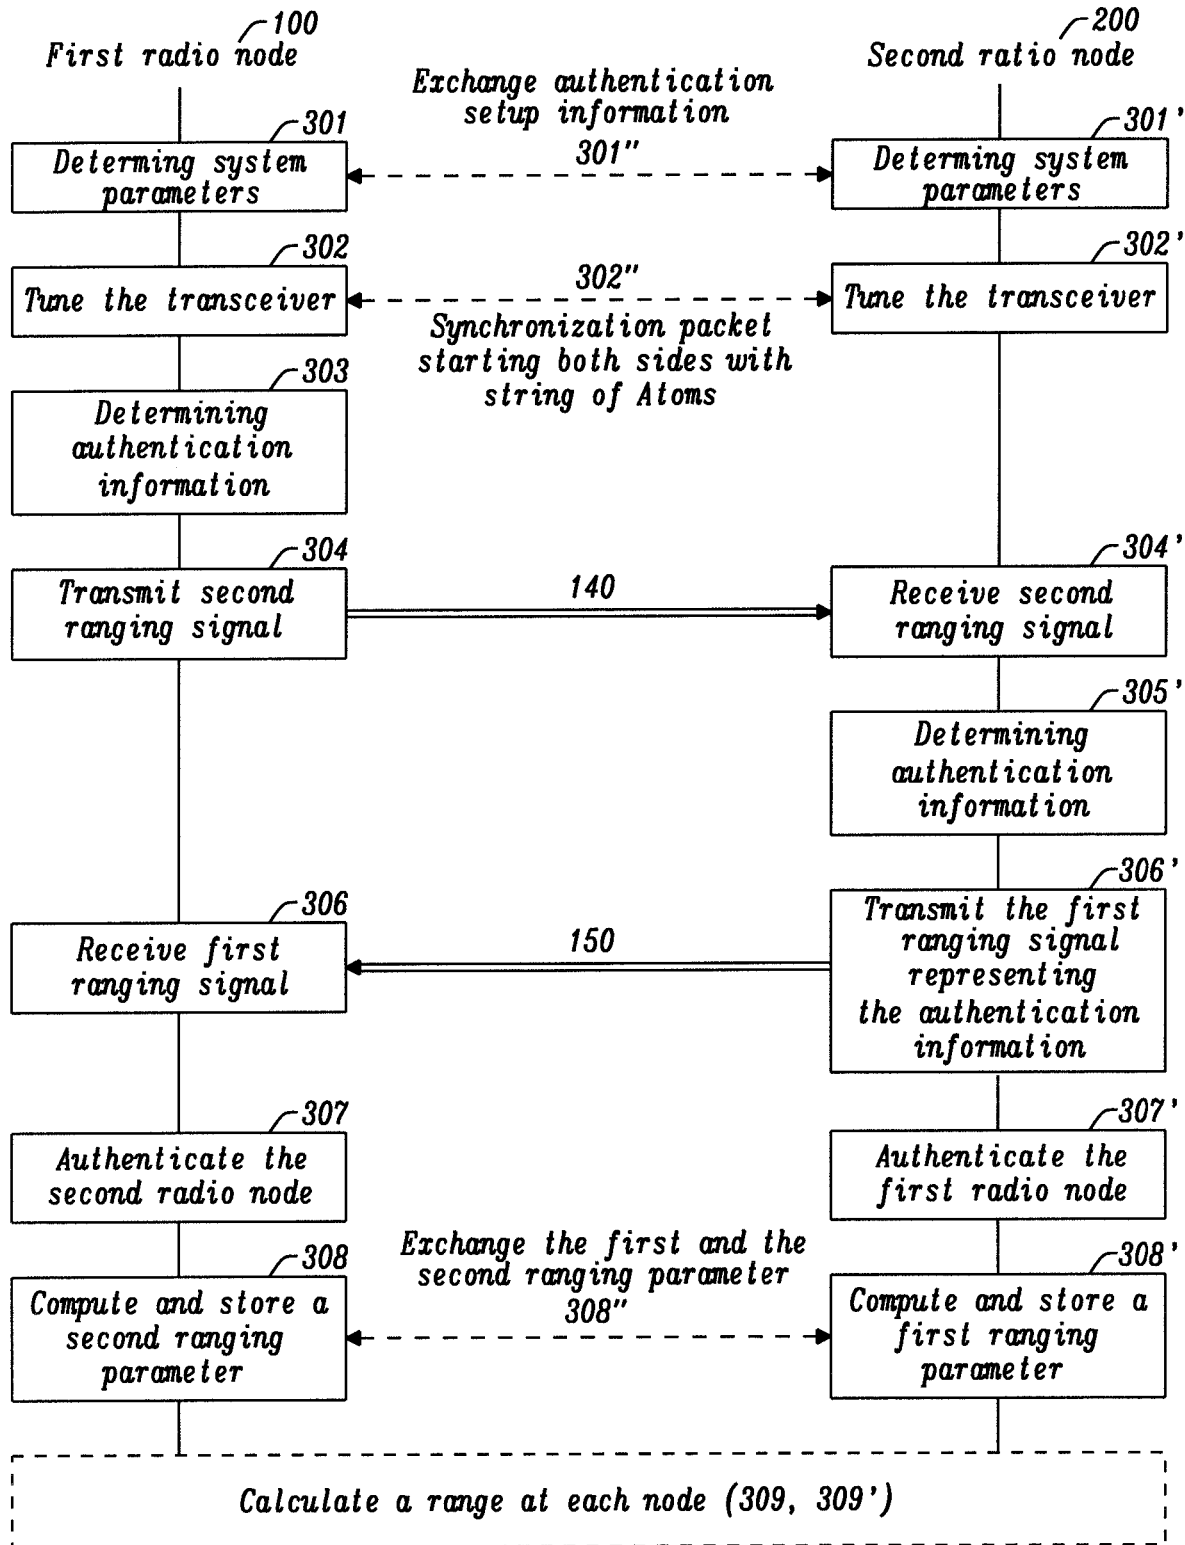 100
First radio node
200
Second ratio node
Exchange authentication
setup information
301"
301
Determing system
parameters
301'
Determing system
parameters
302
Tune the transceiver
302"
Synchronization packet
starting both sides with
string of Atoms
302'
Tune the transceiver
303
Determining
authentication
information
304
Transmit second
ranging signal
140
304'
Receive second
ranging signal
305'
Determining
authentication
information
306'
Transmit the first
ranging signal
representing
the authentication
information
150
306
Receive first
ranging signal
307
Authenticate the
second radio node
307'
Authenticate the
first radio node
308
Compute and store a
second ranging
parameter
Exchange the first and the
second ranging parameter
308"
308'
Compute and store a
first ranging
parameter
Calculate a range at each node (309, 309')